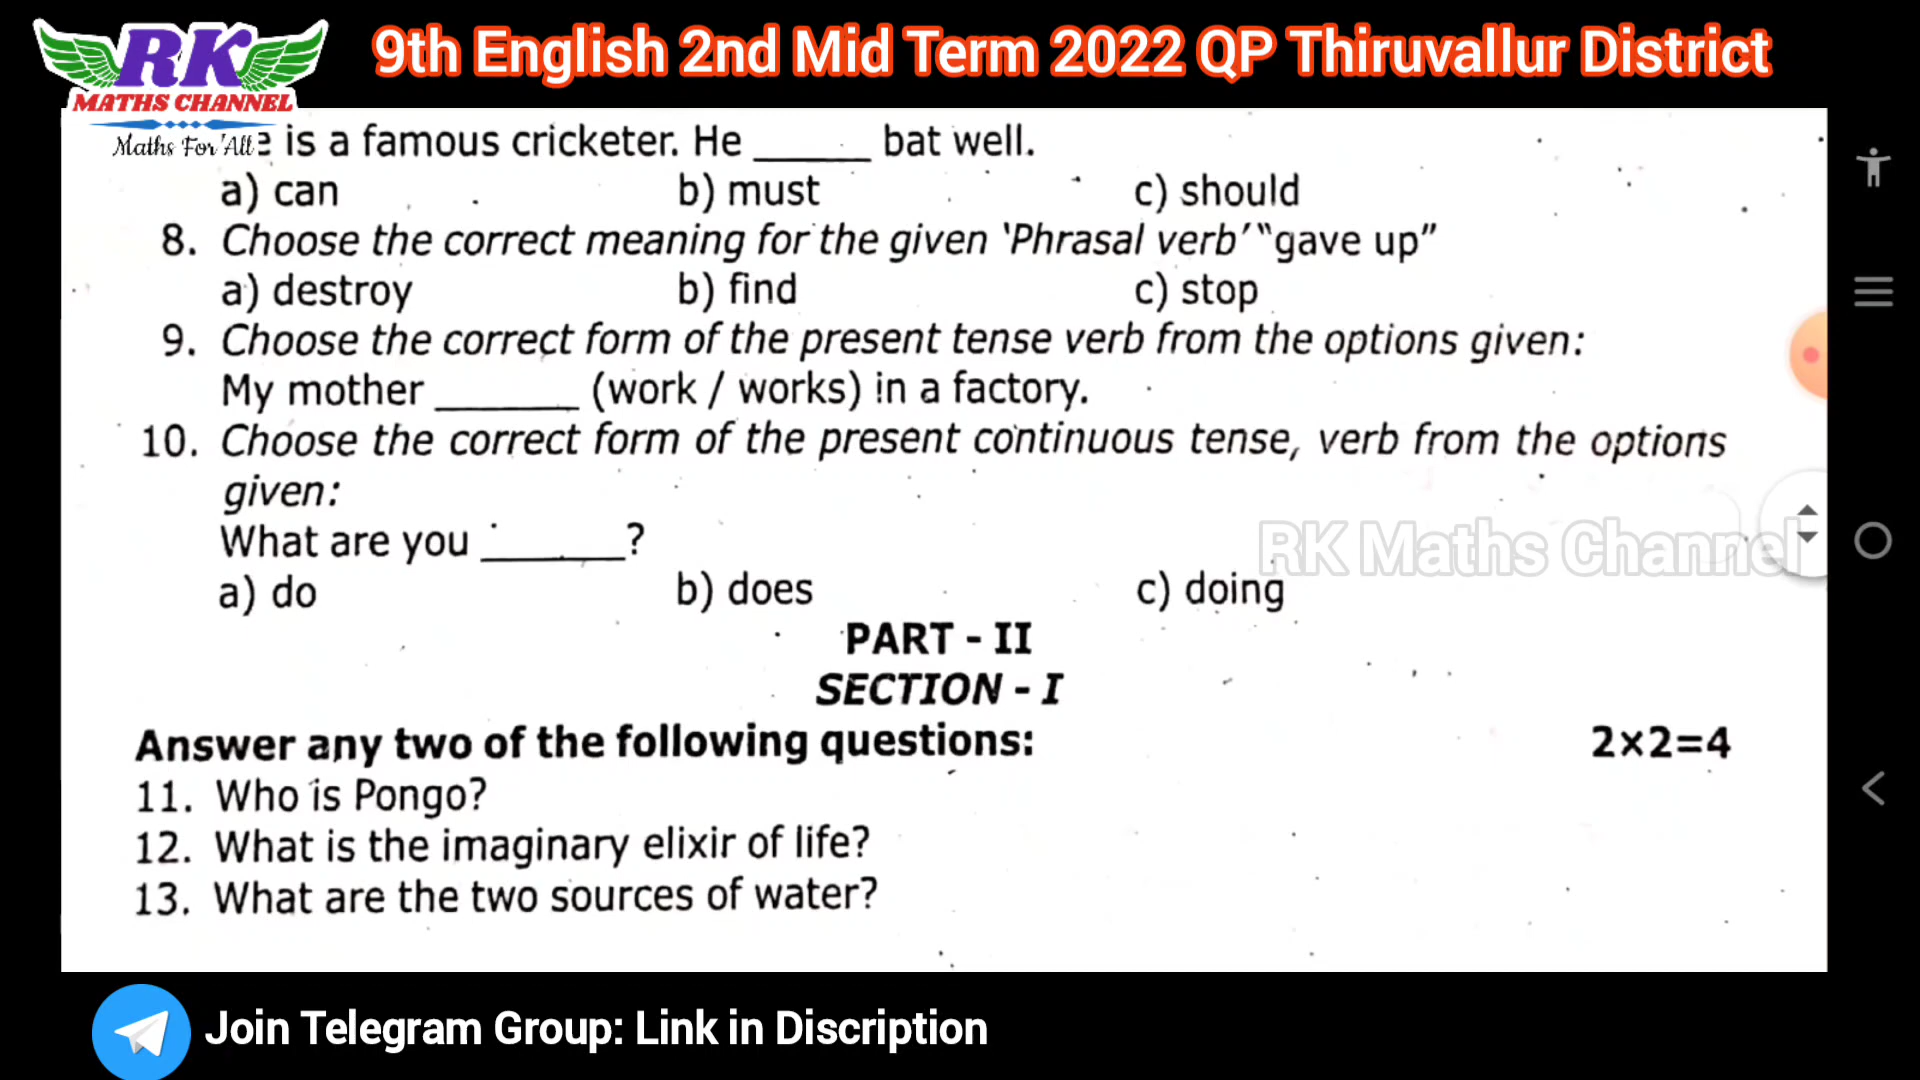 RK
MATHS CHANNEL
Maths For All
9th English 2nd Mid Term 2022 QP Thiruvallur District
is a famous cricketer. He ______ bat well.
a) can b) must c) should
8. Choose the correct meaning for the given ‘Phrasal verb’ “gave up”
a) destroy b) find c) stop
9. Choose the correct form of the present tense verb from the options given:
My mother _______ (work / works) in a factory.
10. Choose the correct form of the present continuous tense, verb from the options
given:
What are you _______?
a) do b) does c) doing
RK Maths Channel
PART - II
SECTION - I
Answer any two of the following questions: 2×2=4
11. Who is Pongo?
12. What is the imaginary elixir of life?
13. What are the two sources of water?
Join Telegram Group: Link in Discription